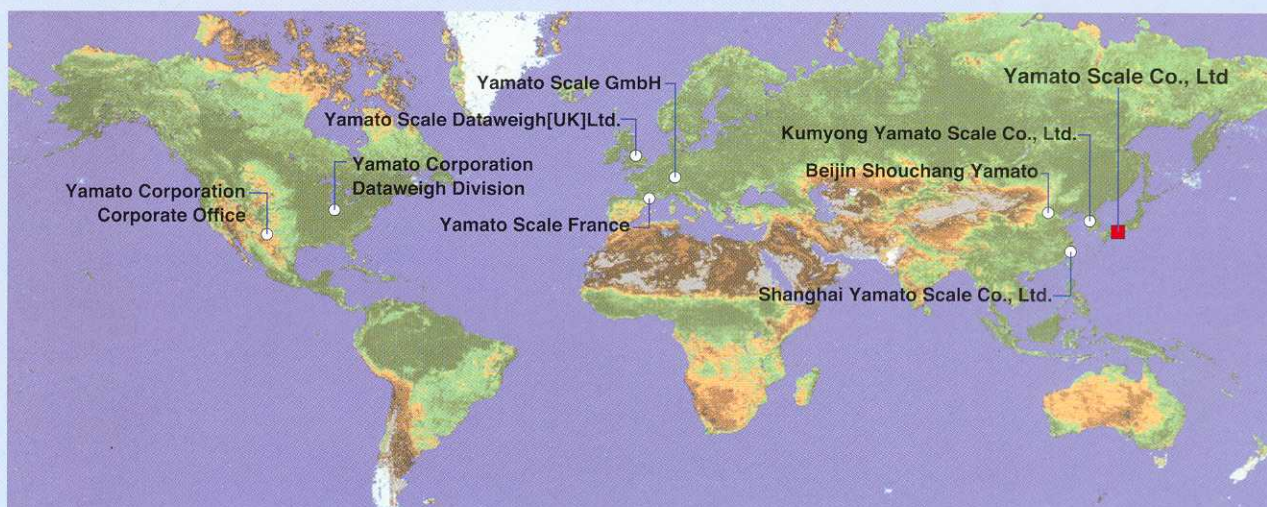 Yamato Scale GmbH
Yamato Scale Co., Ltd
Yamato Scale Dataweigh[UK]Ltd.
Kumyong Yamato Scale Co., Ltd.
Yamato Corporation
Dataweigh Division
Beijin Shouchang Yamato
Yamato Corporation
Corporate Office
Yamato Scale France
Shanghai Yamato Scale Co., Ltd.